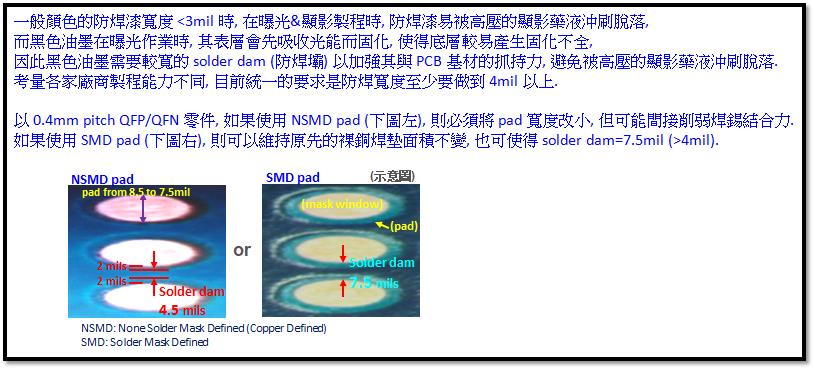 一般顏色的防焊漆寬度 <3mil 時, 在曝光&顯影製程時, 防焊漆易被高壓的顯影藥液冲刷脫落,
而黑色油墨在曝光作業時, 其表層會先吸收光能而固化, 使得底層較易產生固化不全,
因此黑色油墨需要較寬的 solder dam (防焊壩) 以加強其與 PCB 基材的抓持力, 避免被高壓的顯影藥液冲刷脫落.
考量各家廠商製程能力不同, 目前統一的要求是防焊寬度至少要做到 4mil 以上.
以 0.4mm pitch QFP/QFN 零件, 如果使用 NSMD pad (下圖左), 則必須將 pad 寬度改小, 但可能間接削弱焊錫結合力.
如果使用 SMD pad (下圖右), 則可以維持原先的裸銅焊墊面積不變, 也可使得 solder dam=7.5mil (>4mil).
NSMD pad
pad from 8.5 to 7.5mil
2 mils
2 mils
Solder dam
4.5 mils
or
SMD pad
(示意圖)
(mask window)
(pad)
Solder dam
7.5 mils
NSMD: None Solder Mask Defined (Copper Defined)
SMD: Solder Mask Defined